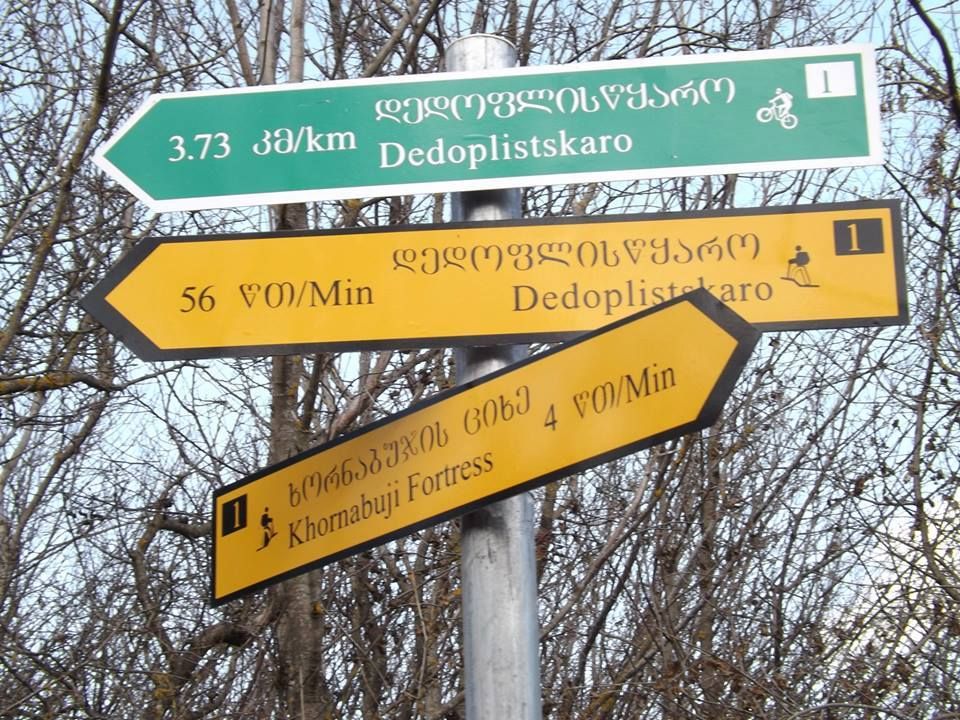 დედოფლისწყარო
1
3.73 კმ/km
Dedoplistskaro
დედოფლისწყარო
1
56 წთ/Min
Dedoplistskaro
ხორნაბუჯის ციხე
4 წთ/Min
1
Khornabuji Fortress